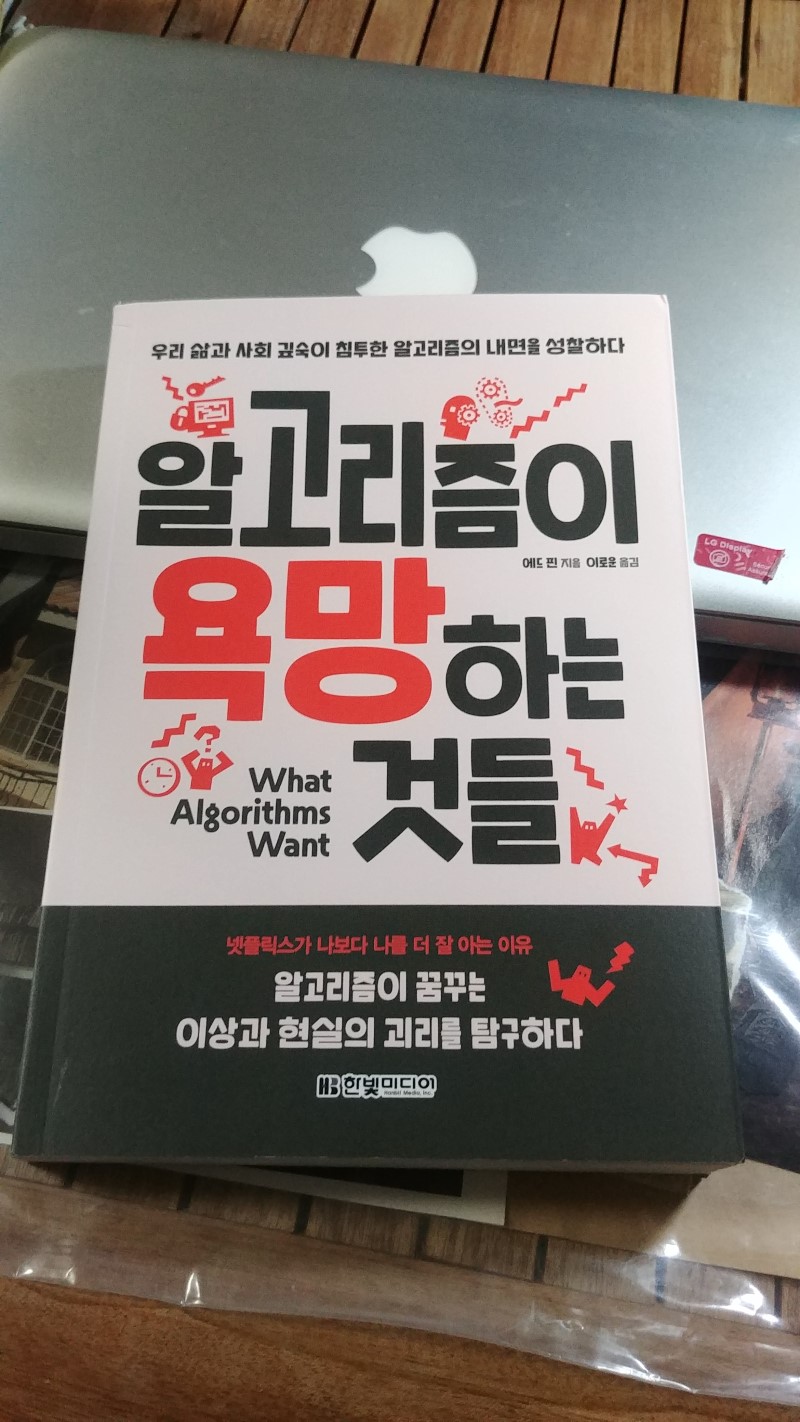 우리 삶과 사회 깊숙이 침투한 알고리즘의 내면을 성찰하다
알고리즘이
에드 핀 지음 이로운 옮김
욕망하는
것들
What
Algorithms
Want
넷플릭스가 나보다 나를 더 잘 아는 이유
알고리즘이 꿈꾸는
이상과 현실의 괴리를 탐구하다
HB 한빛미디어
Hanbit Media, Inc.
LG Display